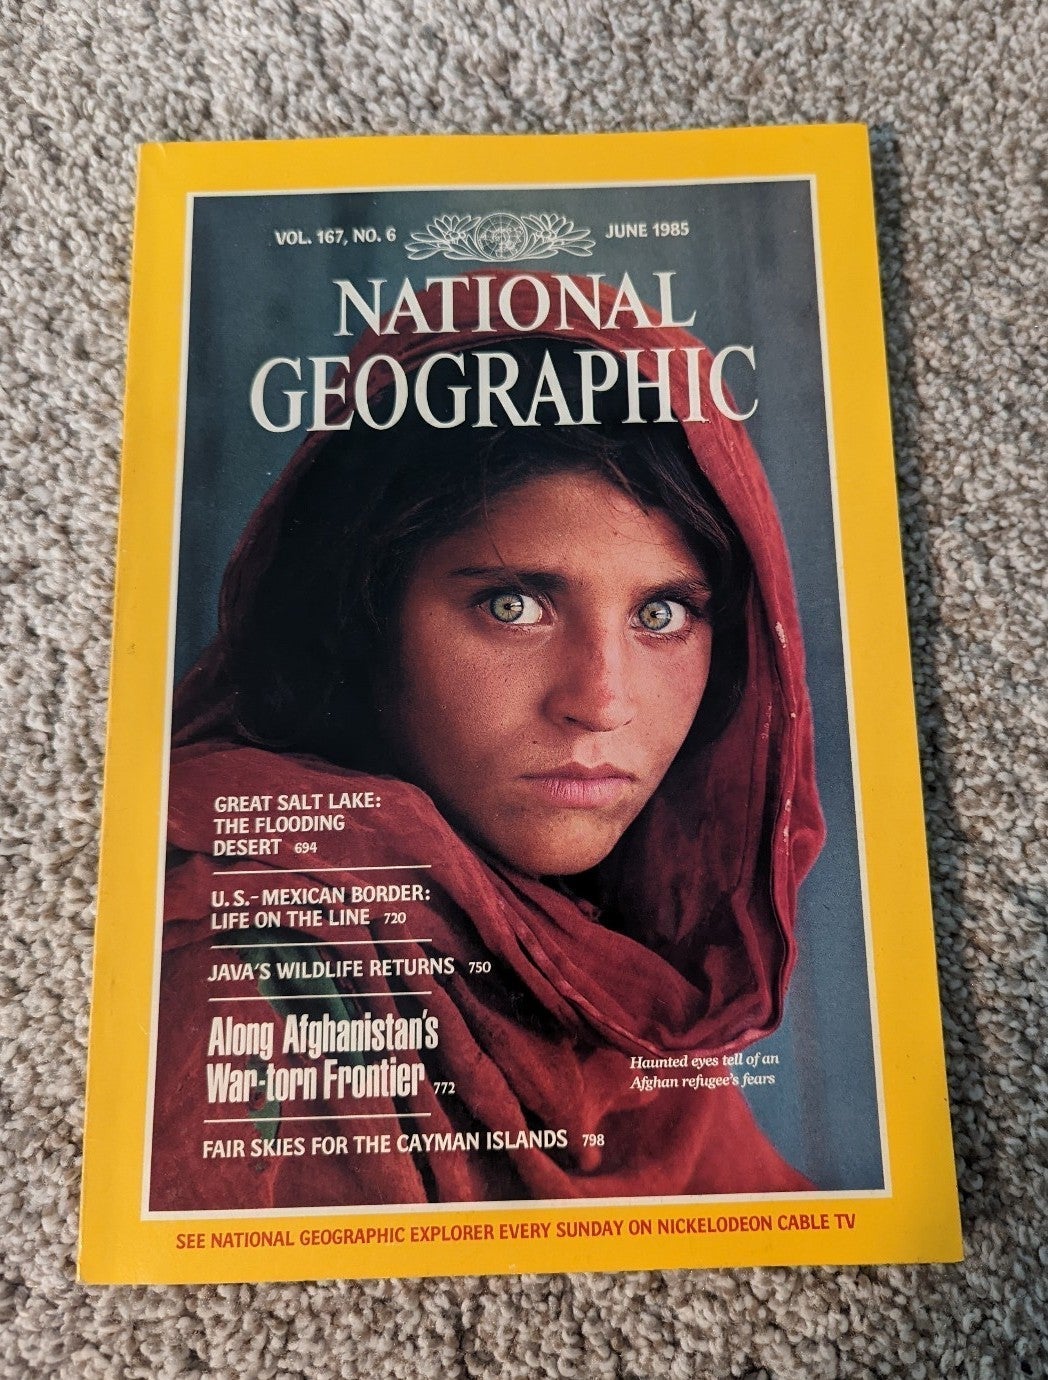 VOL. 167, NO. 6 JUNE 1985
NATIONAL
GEOGRAPHIC
GREAT SALT LAKE:
THE FLOODING
DESERT 694
U.S.-MEXICAN BORDER:
LIFE ON THE LINE 720
JAVA'S WILDLIFE RETURNS 750
Along Afghanistan's
War-torn Frontier 772
FAIR SKIES FOR THE CAYMAN ISLANDS 798
Haunted eyes tell of an
Afghan refugee's fears
SEE NATIONAL GEOGRAPHIC EXPLORER EVERY SUNDAY ON NICKELODEON CABLE TV